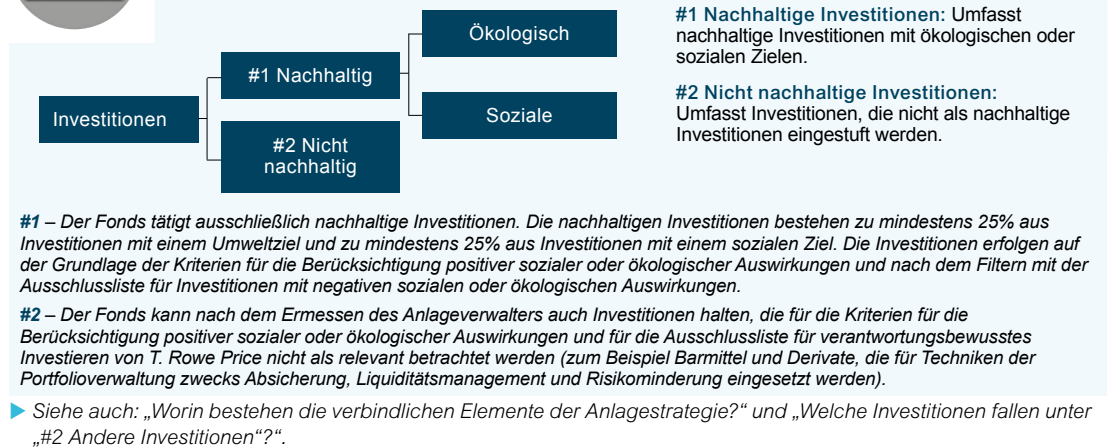 Ökologisch
#1 Nachhaltig
Investitionen
Soziale
#2 Nicht
nachhaltig
#1 Nachhaltige Investitionen: Umfasst
nachhaltige Investitionen mit ökologischen oder
sozialen Zielen.
#2 Nicht nachhaltige Investitionen:
Umfasst Investitionen, die nicht als nachhaltige
Investitionen eingestuft werden.
#1 – Der Fonds tätigt ausschließlich nachhaltige Investitionen. Die nachhaltigen Investitionen bestehen zu mindestens 25% aus
Investitionen mit einem Umweltziel und zu mindestens 25% aus Investitionen mit einem sozialen Ziel. Die Investitionen erfolgen auf
der Grundlage der Kriterien für die Berücksichtigung positiver sozialer oder ökologischer Auswirkungen und nach dem Filtern mit der
Ausschlussliste für Investitionen mit negativen sozialen oder ökologischen Auswirkungen.
#2 – Der Fonds kann nach dem Ermessen des Anlageverwalters auch Investitionen halten, die für die Kriterien für die
Berücksichtigung positiver sozialer oder ökologischer Auswirkungen und für die Ausschlussliste für verantwortungsbewusstes
Investieren von T. Rowe Price nicht als relevant betrachtet werden (zum Beispiel Barmittel und Derivate, die für Techniken der
Portfolioverwaltung zwecks Absicherung, Liquiditätsmanagement und Risikominderung eingesetzt werden).
Siehe auch: „Worin bestehen die verbindlichen Elemente der Anlagestrategie?“ und „Welche Investitionen fallen unter
„#2 Andere Investitionen“?“.